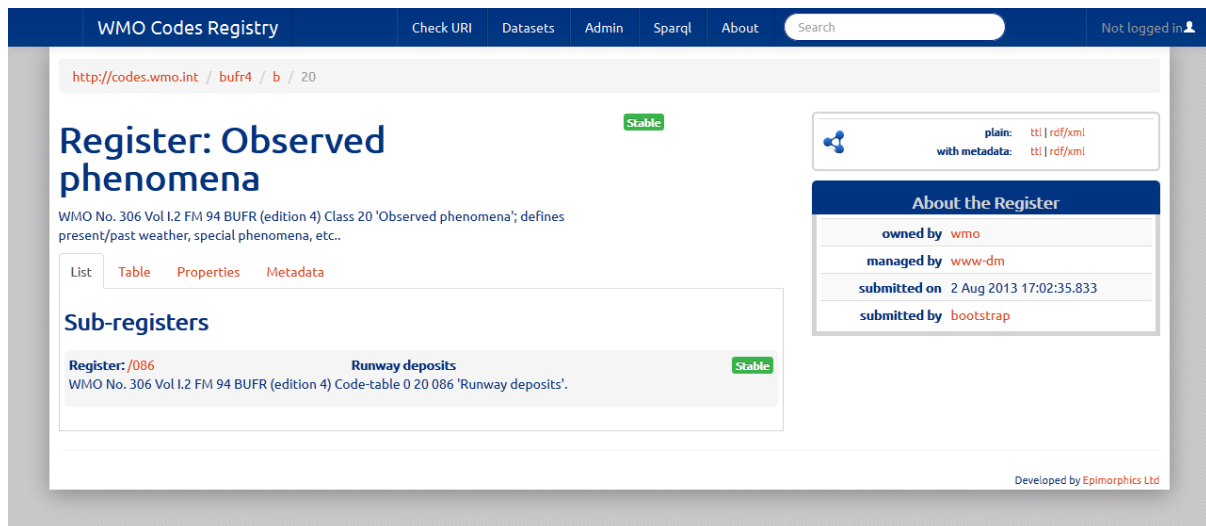 WMO Codes Registry Check URI Datasets Admin Sparql About Search Not logged in
http://codes.wmo.int / bufr4 / b / 20
Register: Observed
phenomena
Stable
WMO No. 306 Vol I.2 FM 94 BUFR (edition 4) Class 20 'Observed phenomena'; defines
present/past weather, special phenomena, etc..
List Table Properties Metadata
Sub-registers
Register: /086 Runway deposits Stable
WMO No. 306 Vol I.2 FM 94 BUFR (edition 4) Code-table 0 20 086 'Runway deposits'.
plain: ttl | rdf/xml
with metadata: ttl | rdf/xml
About the Register
owned by wmo
managed by www-dm
submitted on 2 Aug 2013 17:02:35.833
submitted by bootstrap
Developed by Epimorphics Ltd